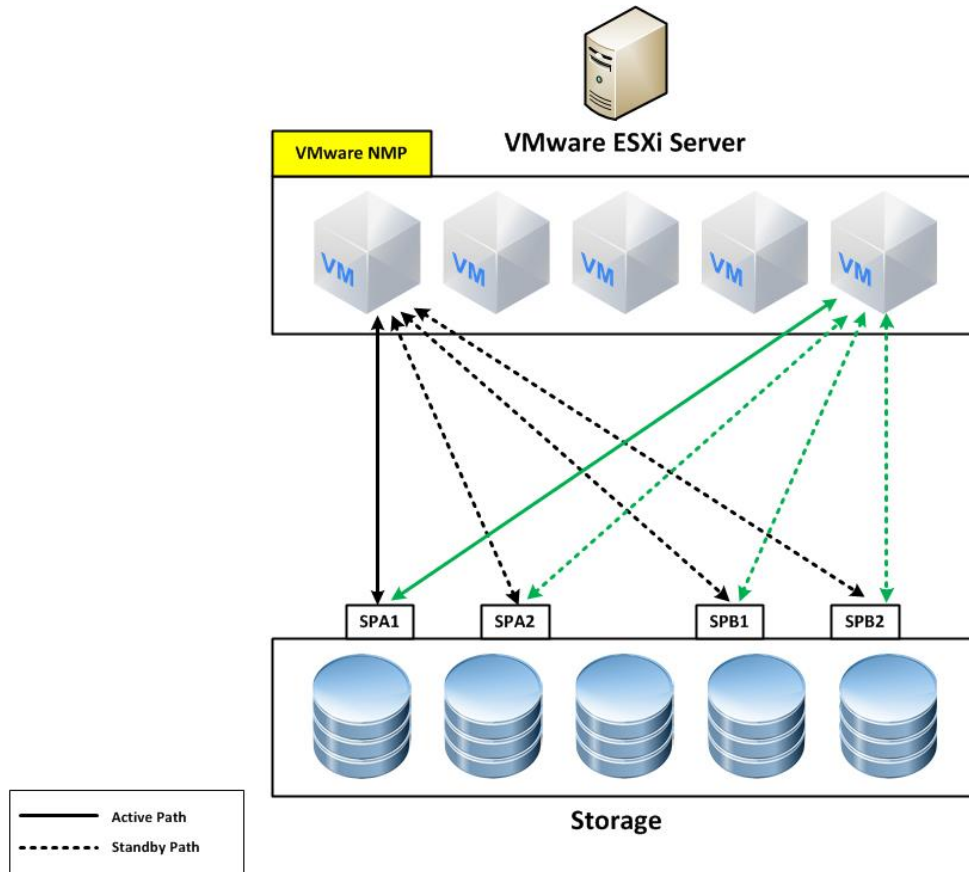 VMware ESXi Server
VMware NMP
VM VM VM VM VM
SPA1 SPA2 SPB1 SPB2
Storage
Active Path
Standby Path